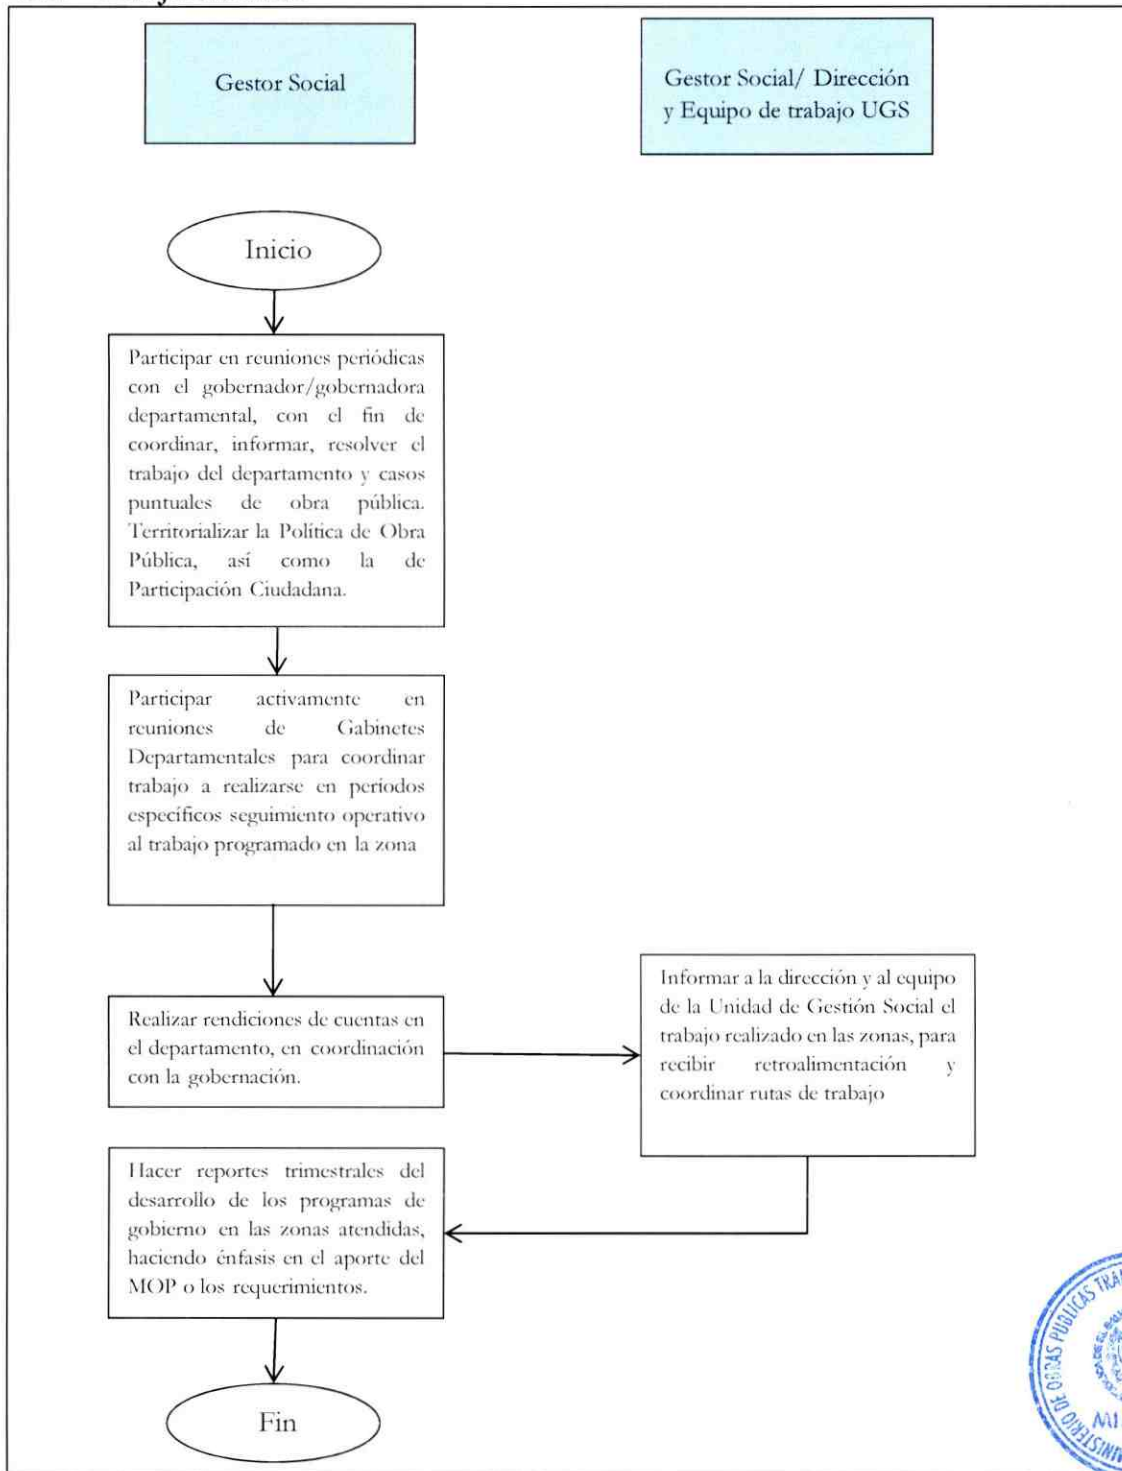 Gestor Social
Gestor Social/ Dirección
y Equipo de trabajo UGS
Inicio
Participar en reuniones periódicas
con el gobernador/gobernadora
departamental, con el fin de
coordinar, informar, resolver el
trabajo del departamento y casos
puntuales de obra pública.
Territorializar la Política de Obra
Pública, así como la de
Participación Ciudadana.
Participar activamente en
reuniones de Gabinetes
Departamentales para coordinar
trabajo a realizarse en períodos
específicos seguimiento operativo
al trabajo programado en la zona
Realizar rendiciones de cuentas en
el departamento, en coordinación
con la gobernación.
Informar a la dirección y al equipo
de la Unidad de Gestión Social el
trabajo realizado en las zonas, para
recibir retroalimentación y
coordinar rutas de trabajo
Hacer reportes trimestrales del
desarrollo de los programas de
gobierno en las zonas atendidas,
haciendo énfasis en el aporte del
MOP o los requerimientos.
Fin
MINISTERIO DE OBRAS PUBLICAS TRAN